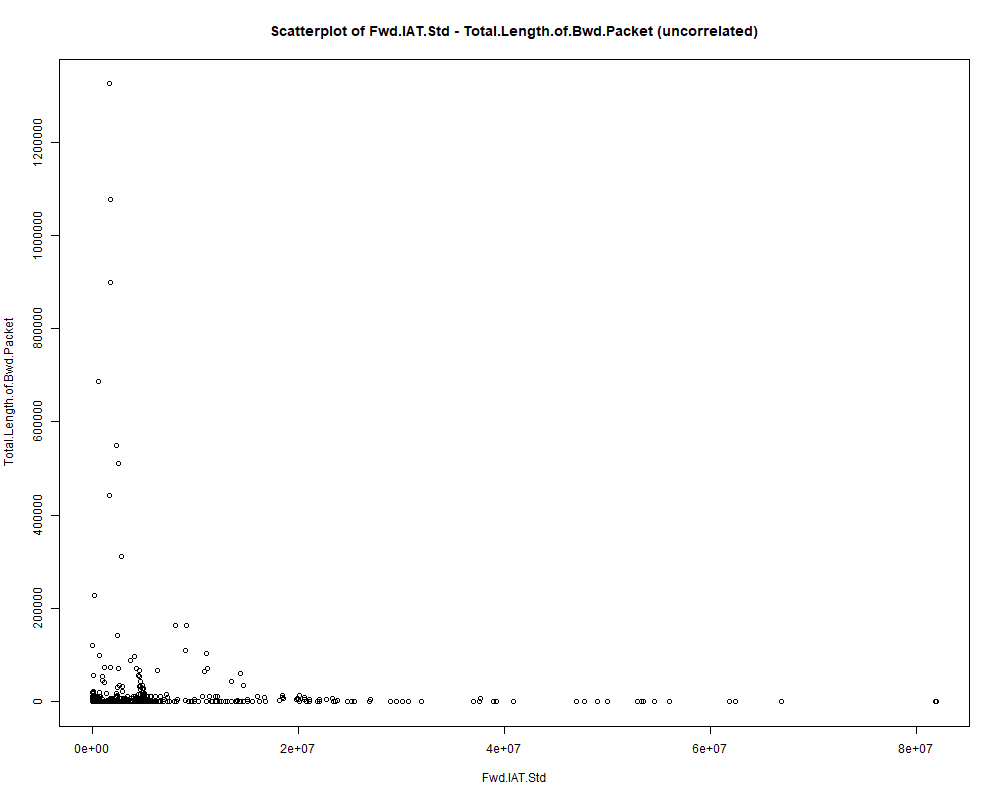 Scatterplot of Fwd.IAT.Std - Total.Length.of.Bwd.Packet (uncorrelated)
Total.Length.of.Bwd.Packet
1200000
1000000
800000
600000
400000
200000
0
0e+00
2e+07
4e+07
6e+07
8e+07
Fwd.IAT.Std